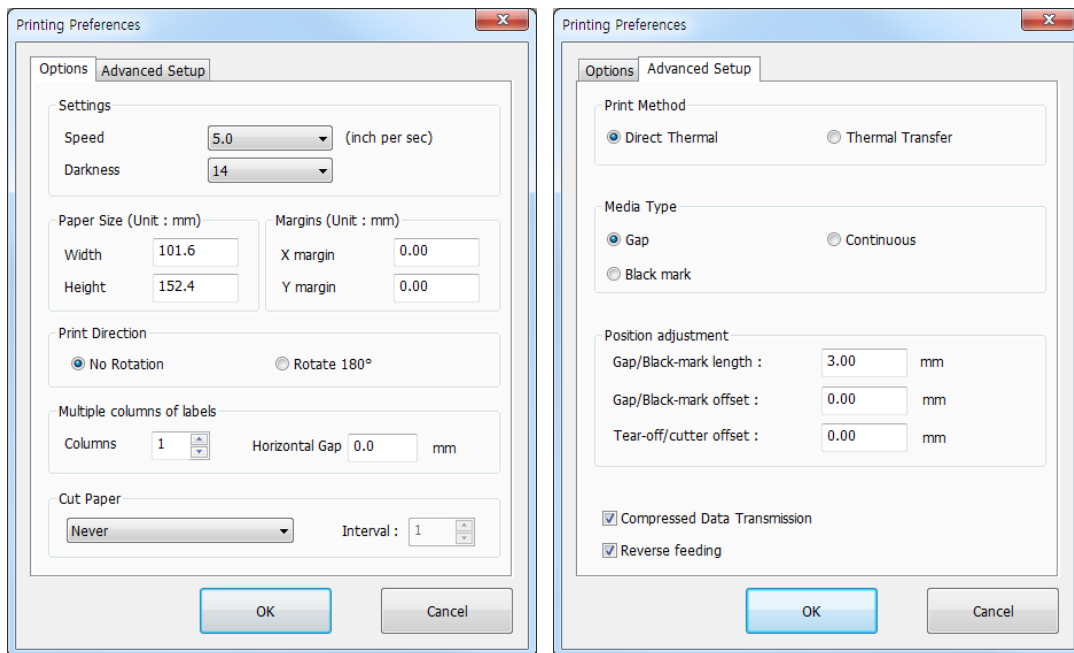 Printing Preferences
Options Advanced Setup
Settings
Speed 5.0 (inch per sec)
Darkness 14
Paper Size (Unit : mm) Margins (Unit : mm)
Width 101.6 X margin 0.00
Height 152.4 Y margin 0.00
Print Direction
No Rotation Rotate 180°
Multiple columns of labels
Columns 1 Horizontal Gap 0.0 mm
Cut Paper
Never Interval : 1
OK Cancel
Printing Preferences
Options Advanced Setup
Print Method
Direct Thermal Thermal Transfer
Media Type
Gap Continuous
Black mark
Position adjustment
Gap/Black-mark length : 3.00 mm
Gap/Black-mark offset : 0.00 mm
Tear-off/cutter offset : 0.00 mm
Compressed Data Transmission
Reverse feeding
OK Cancel